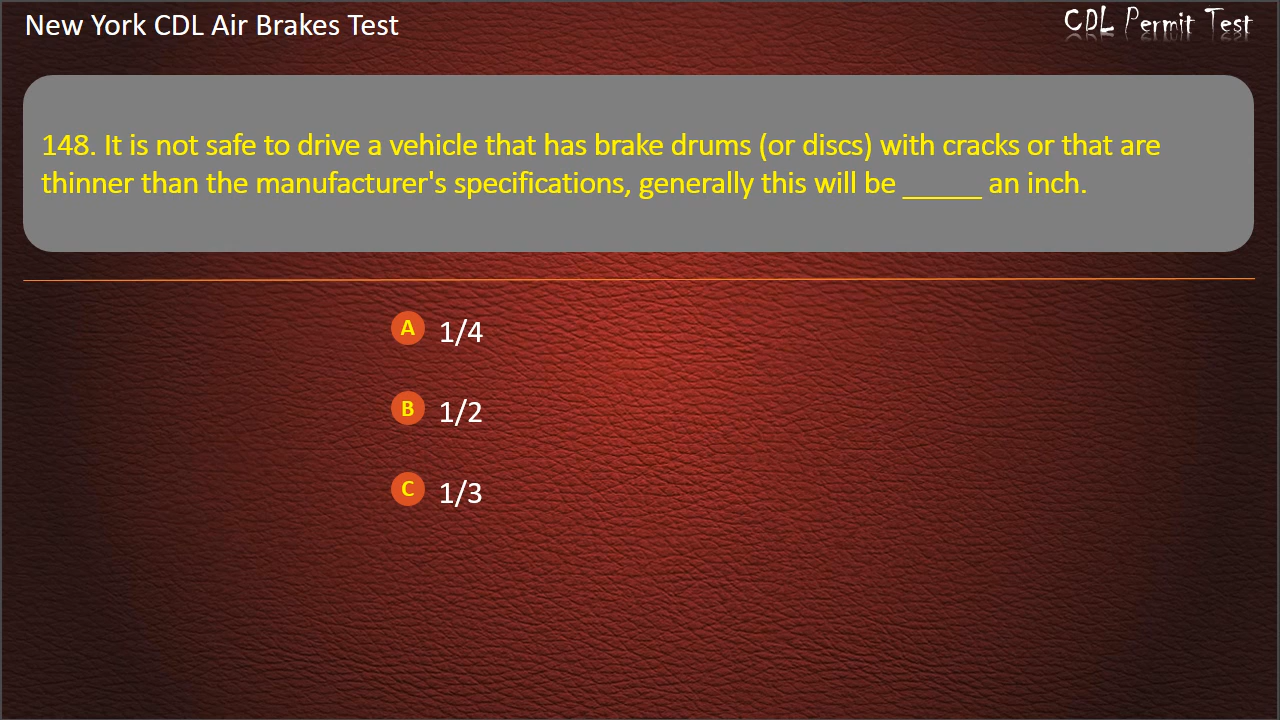 New York CDL Air Brakes Test
CDL Permit Test
148. It is not safe to drive a vehicle that has brake drums (or discs) with cracks or that are
thinner than the manufacturer's specifications, generally this will be _____ an inch.
A 1/4
B 1/2
C 1/3